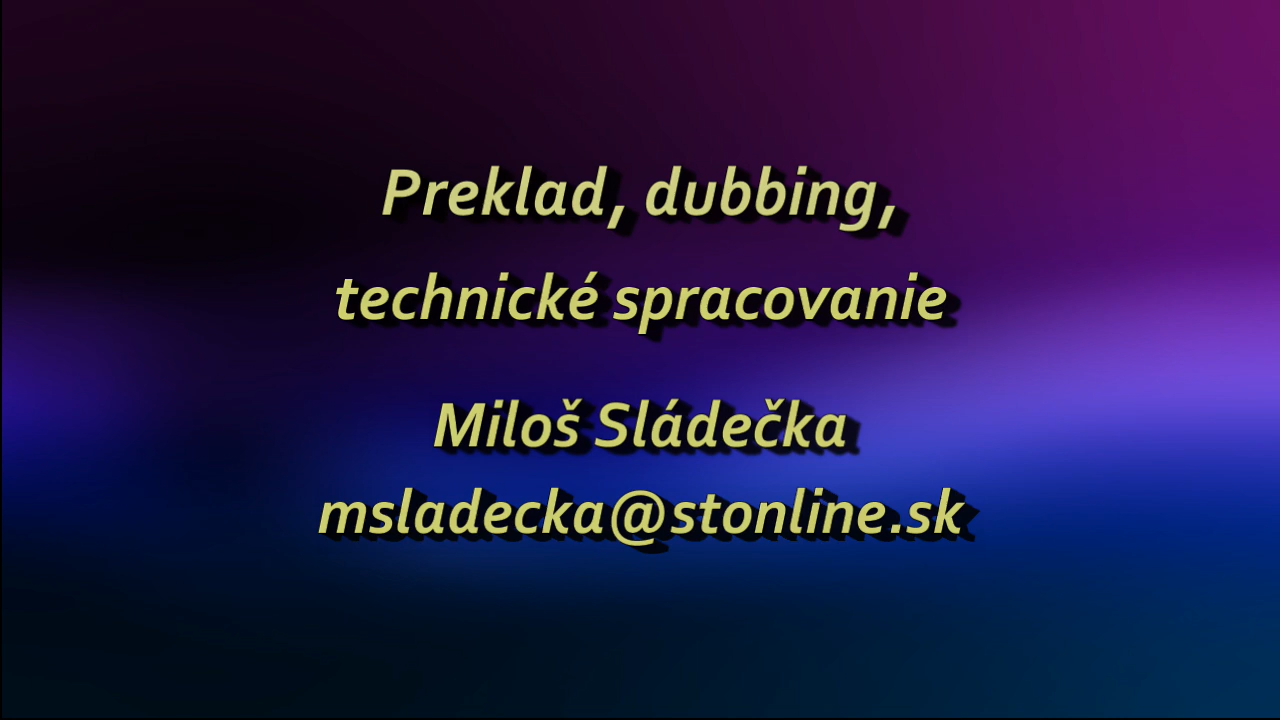 Preklad, dubbing,
technické spracovanie
Miloš Sládečka
msladecka@stonline.sk